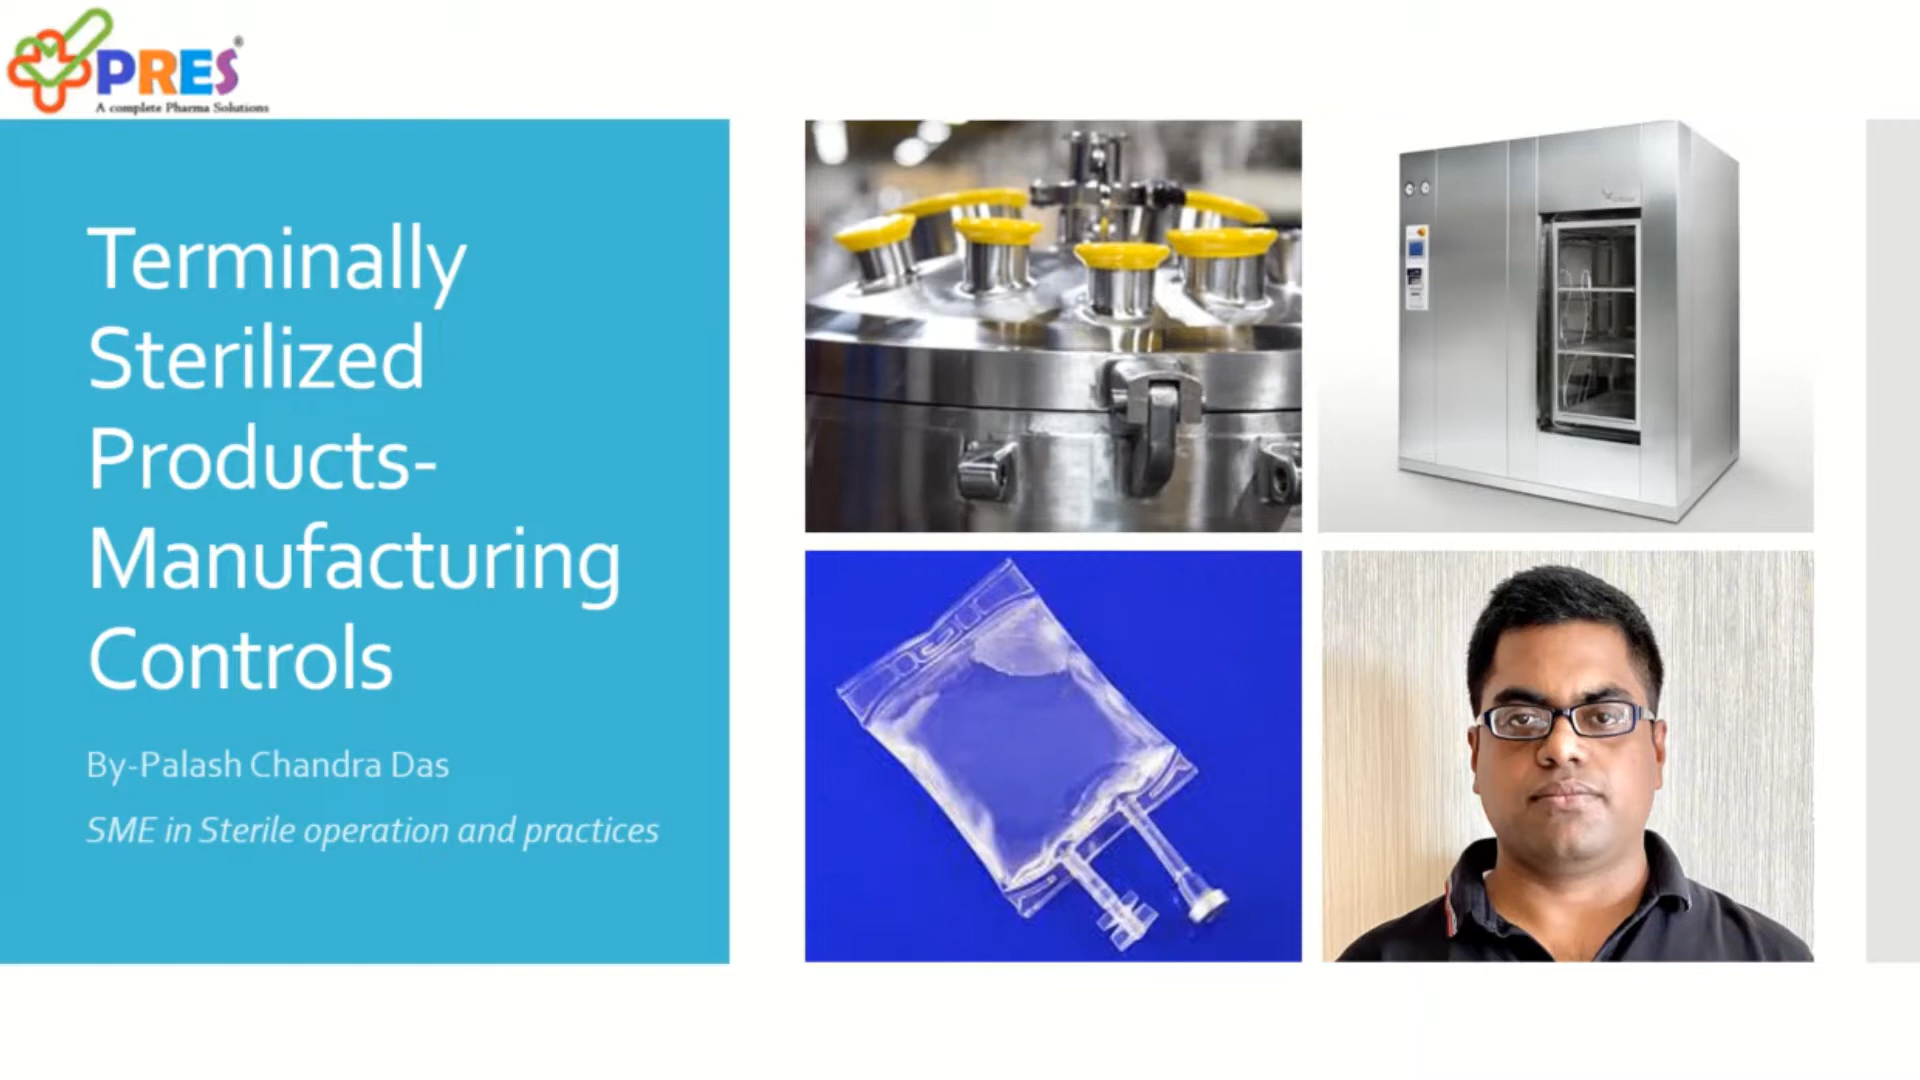 PRES®
A complete Pharma Solutions
Terminally
Sterilized
Products-
Manufacturing
Controls
By-Palash Chandra Das
SME in Sterile operation and practices